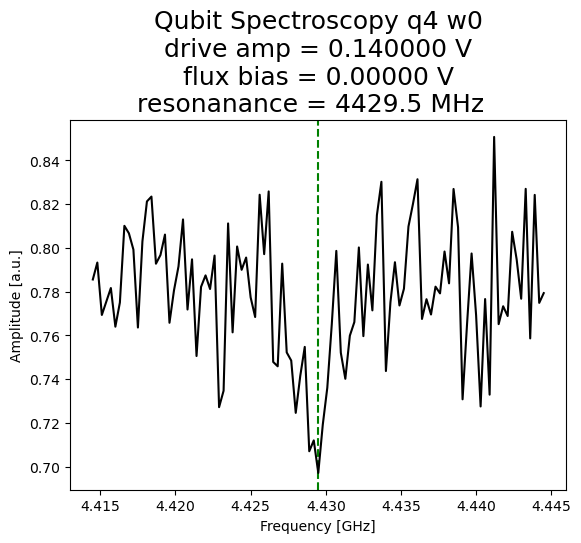 Qubit Spectroscopy q4 w0
drive amp = 0.140000 V
flux bias = 0.00000 V
resonanance = 4429.5 MHz
Amplitude [a.u.]
0.84
0.82
0.80
0.78
0.76
0.74
0.72
0.70
4.415 4.420 4.425 4.430 4.435 4.440 4.445
Frequency [GHz]